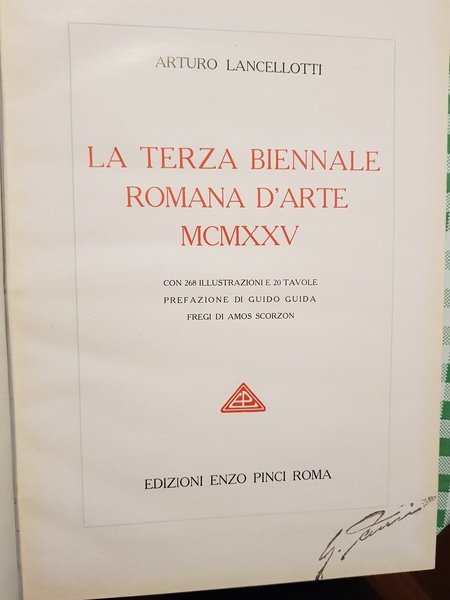 ARTURO LANCELLOTTI
LA TERZA BIENNALE
ROMANA D'ARTE
MCMXXV
CON 268 ILLUSTRAZIONI E 20 TAVOLE
PREFAZIONE DI GUIDO GUIDA
FREGI DI AMOS SCORZON
EDIZIONI ENZO PINCI ROMA